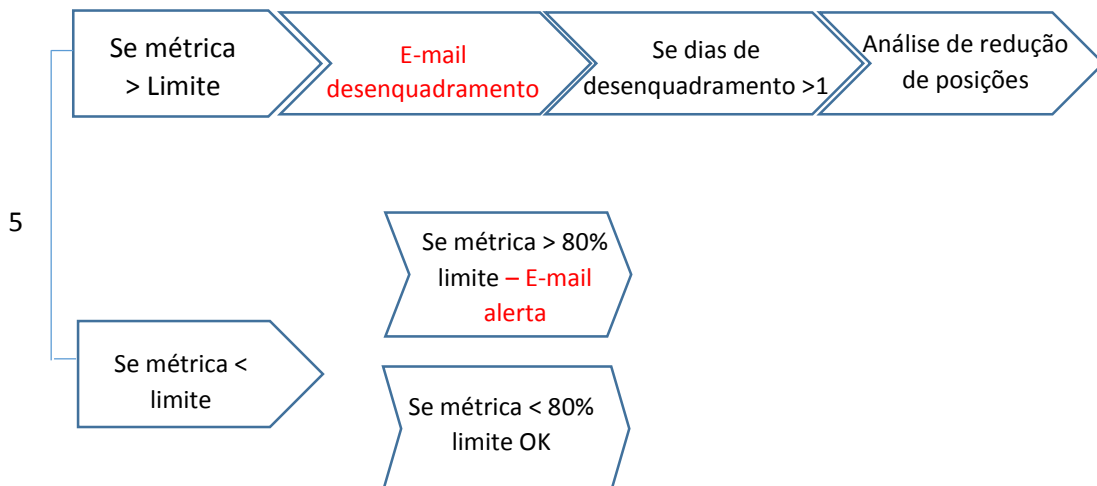 Se métrica
> Limite
E-mail
desenquadramento
Se dias de
desenquadramento >1
Análise de redução
de posições
5
Se métrica > 80%
limite – E-mail
alerta
Se métrica <
limite
Se métrica < 80%
limite OK